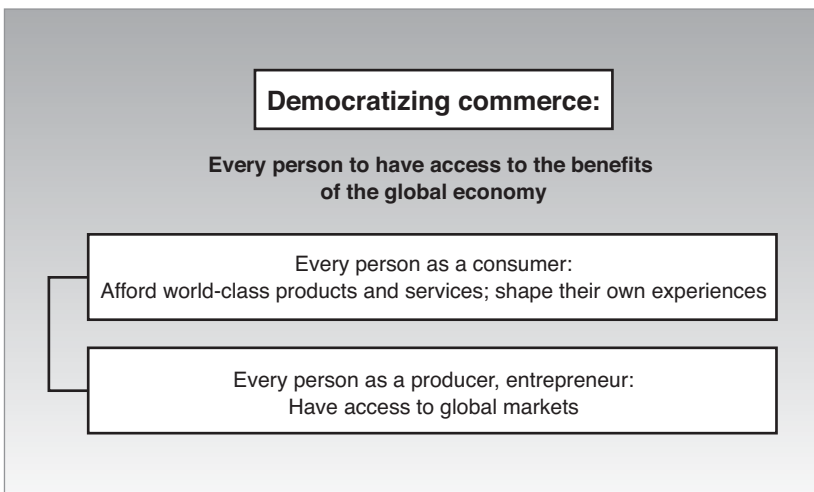 Democratizing commerce:
Every person to have access to the benefits
of the global economy
Every person as a consumer:
Afford world-class products and services; shape their own experiences
Every person as a producer, entrepreneur:
Have access to global markets